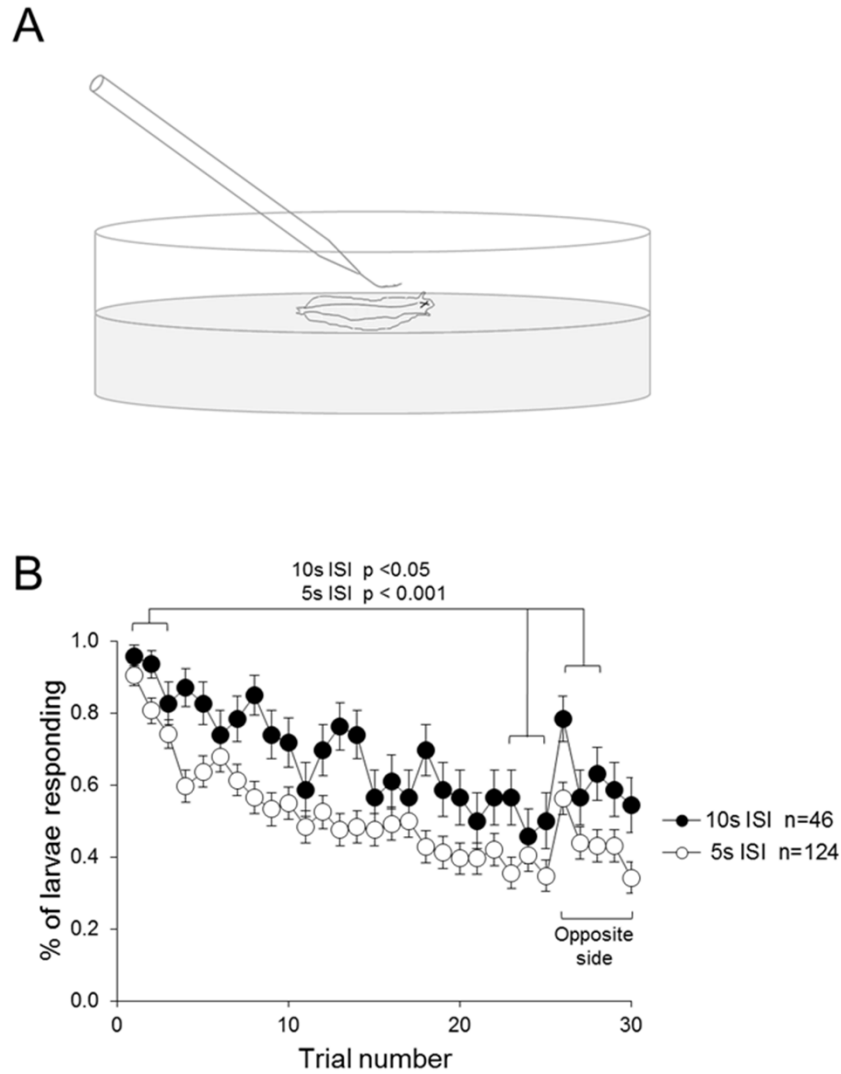 A
B
10s ISI p <0.05
5s ISI p < 0.001
% of larvae responding
1.0
0.8
0.6
0.4
0.2
0.0
10s ISI n=46
5s ISI n=124
Opposite
side
0
10
20
30
Trial number